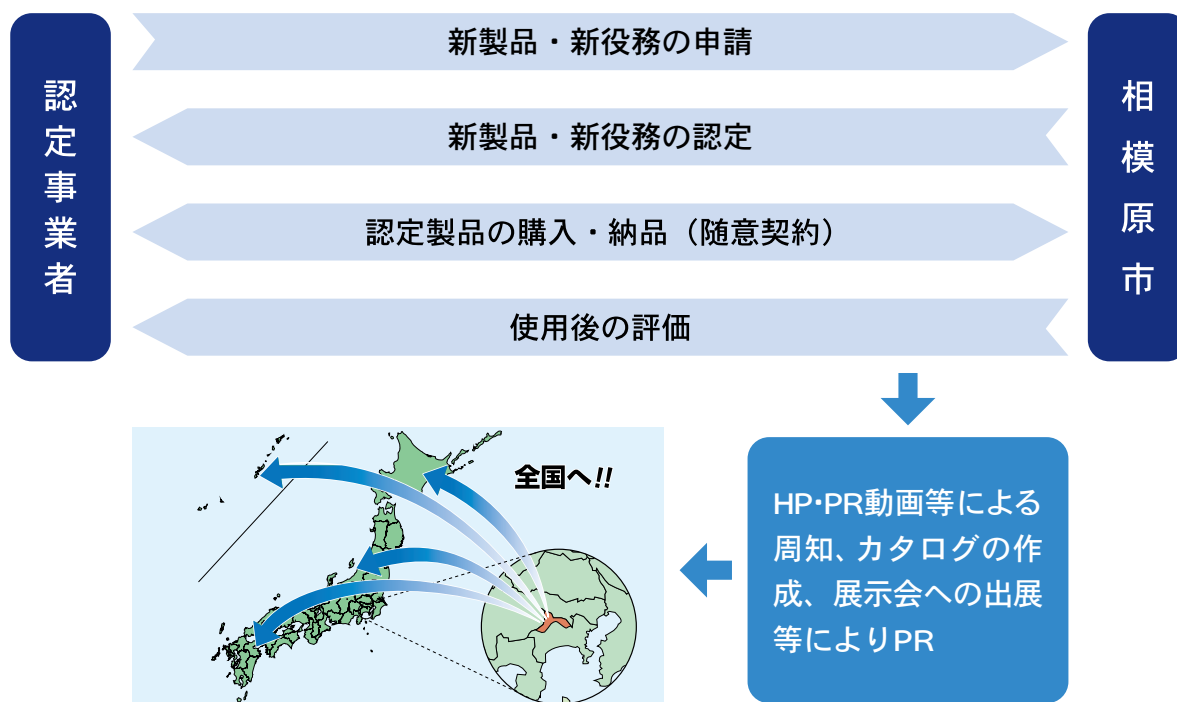 認定事業者
新製品・新役務の申請
新製品・新役務の認定
認定製品の購入・納品（随意契約）
使用後の評価
相模原市
全国へ!!
HP・PR動画等による
周知、カタログの作
成、展示会への出展
等によりPR